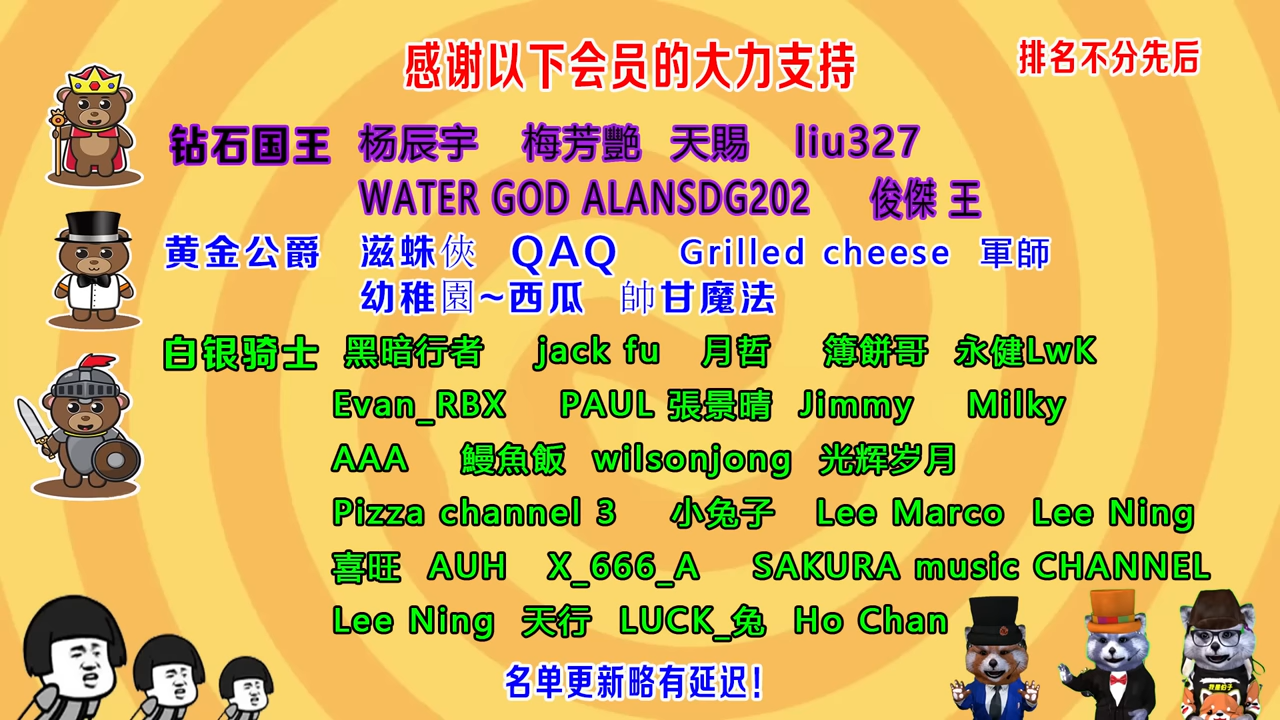 感谢以下会员的大力支持
排名不分先后
钻石国王 杨辰宇 梅芳艷 天賜 liu327
WATER GOD ALANSDG202 俊傑 王
黄金公爵 滋蛛俠 QAQ Grilled cheese 軍師
幼稚園~西瓜 帥甘魔法
白银骑士 黑暗行者 jack fu 月哲 簿餅哥 永健LwK
Evan_RBX PAUL 張景晴 Jimmy Milky
AAA 鰻魚飯 wilsonjong 光辉岁月
Pizza channel 3 小兔子 Lee Marco Lee Ning
喜旺 AUH X_666_A SAKURA music CHANNEL
Lee Ning 天行 LUCK_兔 Ho Chan
名单更新略有延迟！